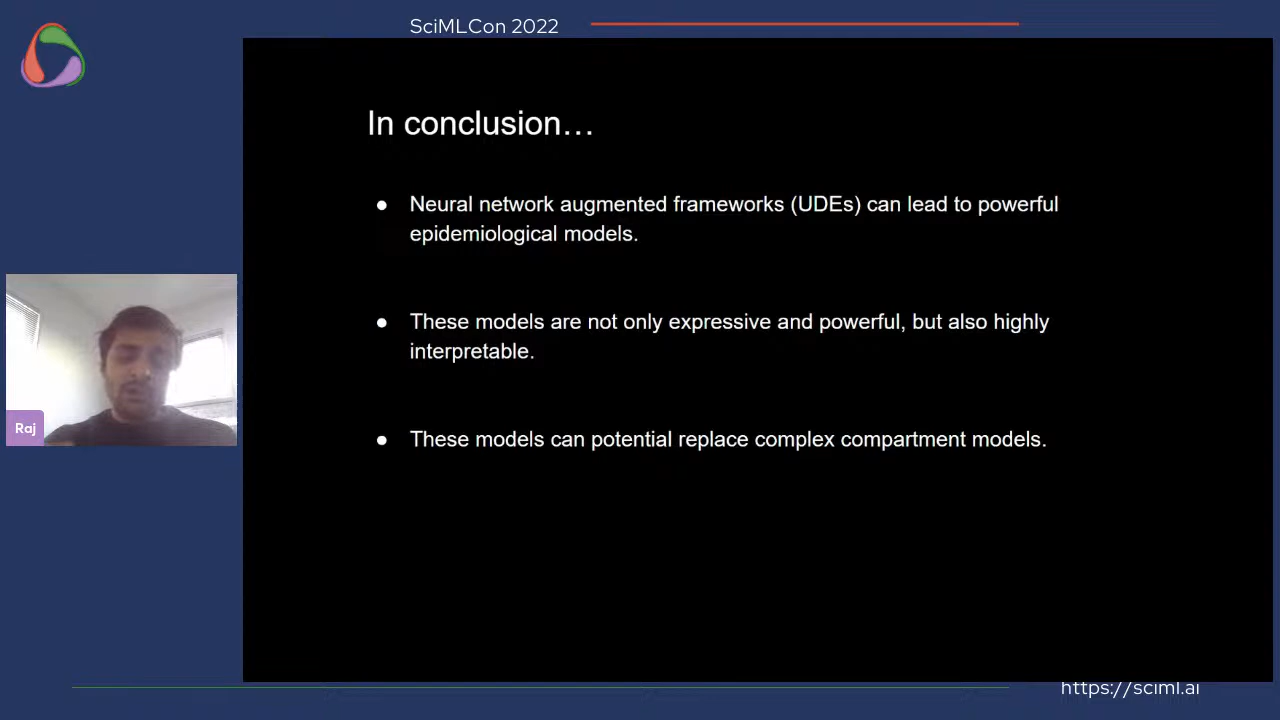 SciMLCon 2022
In conclusion…
● Neural network augmented frameworks (UDEs) can lead to powerful
epidemiological models.
● These models are not only expressive and powerful, but also highly
interpretable.
● These models can potential replace complex compartment models.
Raj
https://sciml.ai